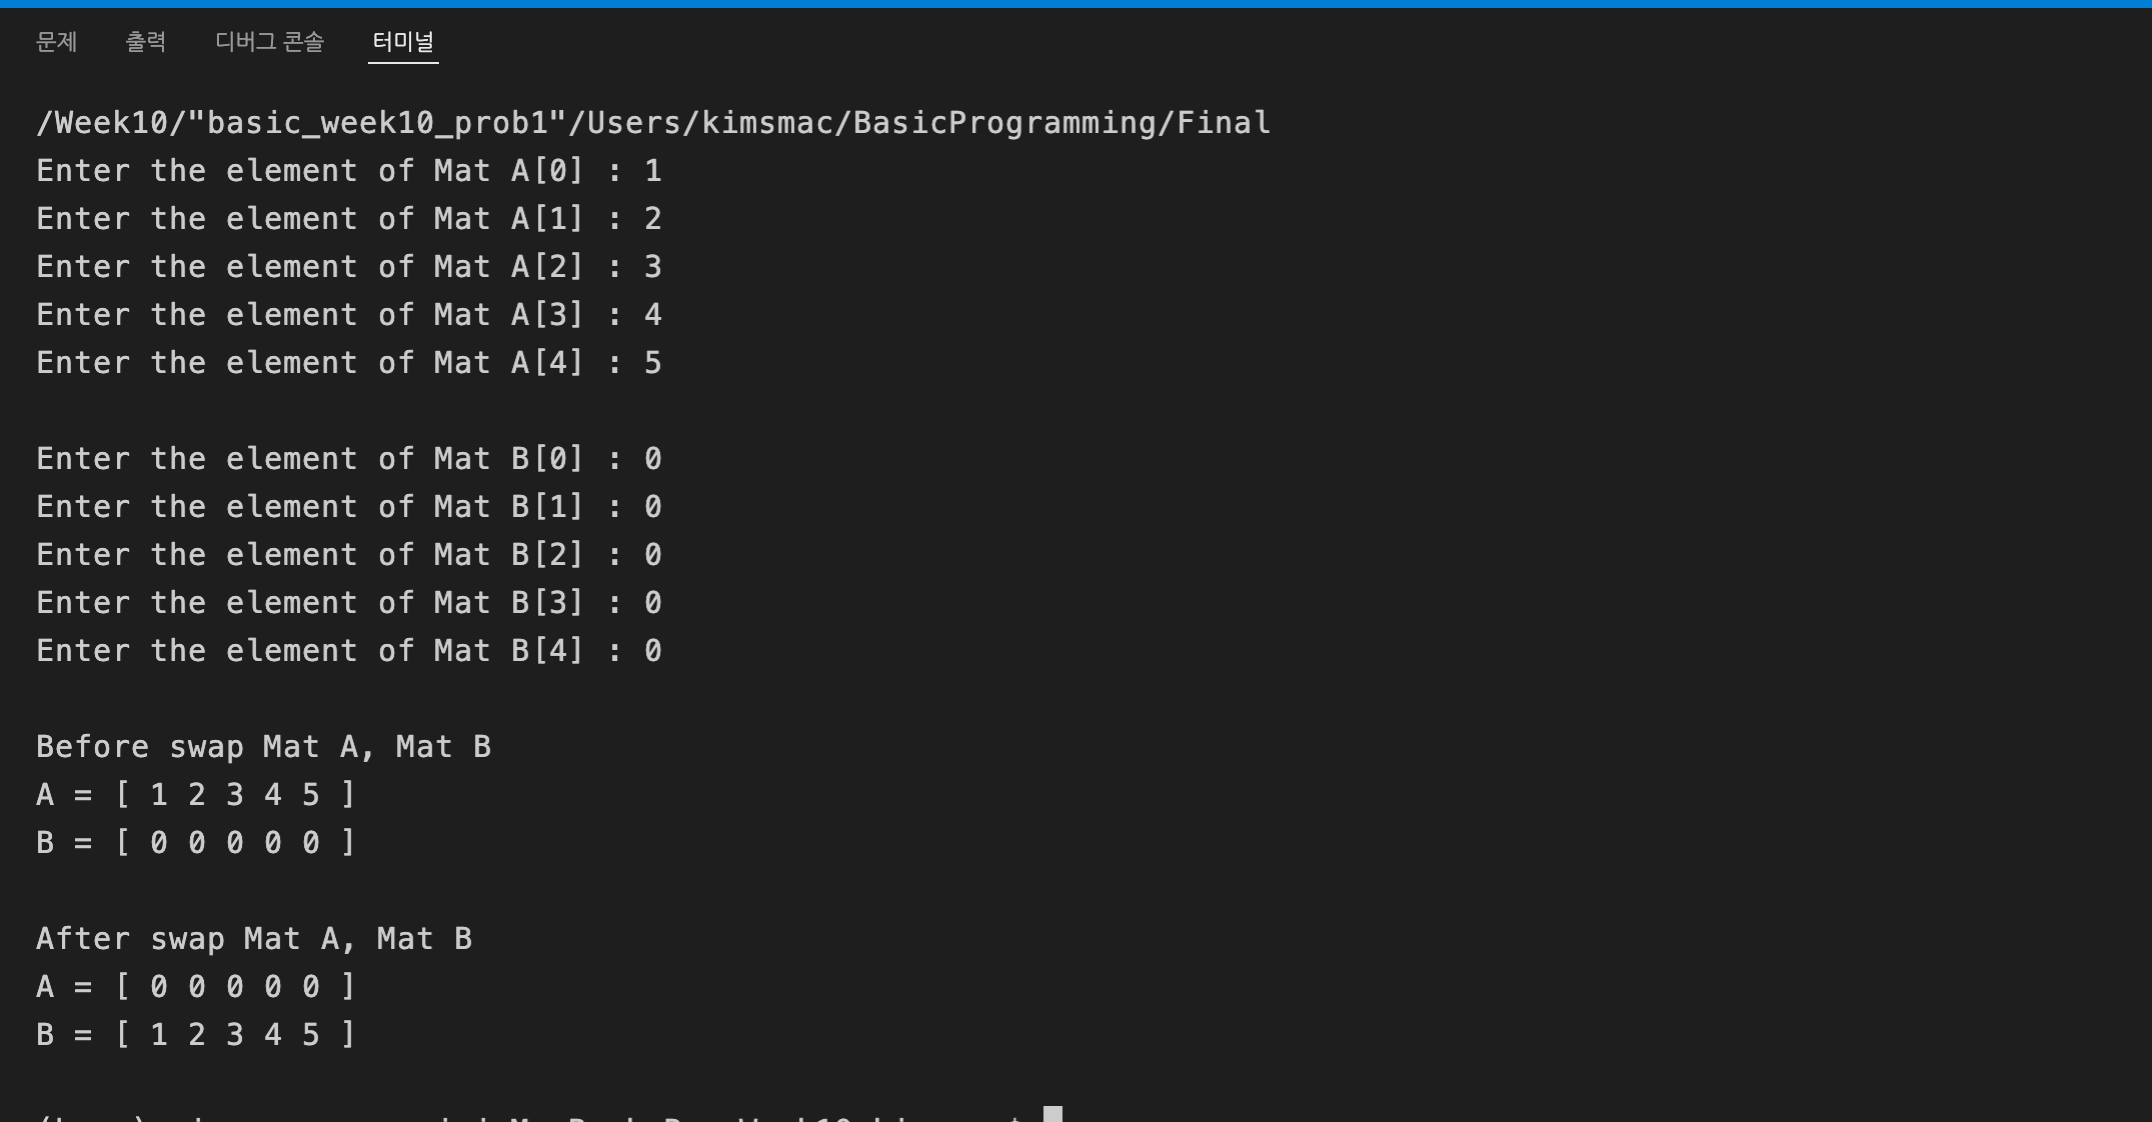 문제 출력 디버그 콘솔 터미널
/Week10/"basic_week10_prob1"/Users/kimsmac/BasicProgramming/Final
Enter the element of Mat A[0] : 1
Enter the element of Mat A[1] : 2
Enter the element of Mat A[2] : 3
Enter the element of Mat A[3] : 4
Enter the element of Mat A[4] : 5
Enter the element of Mat B[0] : 0
Enter the element of Mat B[1] : 0
Enter the element of Mat B[2] : 0
Enter the element of Mat B[3] : 0
Enter the element of Mat B[4] : 0
Before swap Mat A, Mat B
A = [ 1 2 3 4 5 ]
B = [ 0 0 0 0 0 ]
After swap Mat A, Mat B
A = [ 0 0 0 0 0 ]
B = [ 1 2 3 4 5 ]